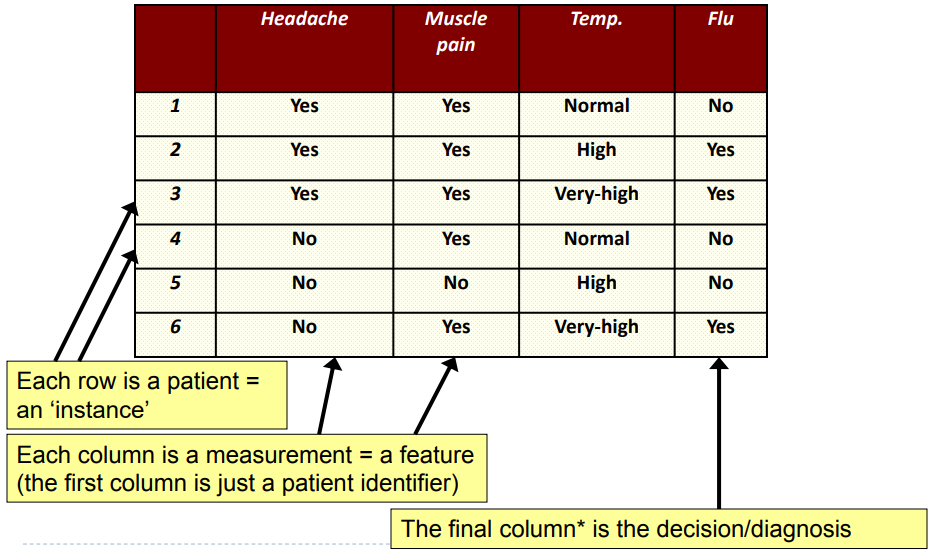 Headache Muscle pain Temp. Flu
1 Yes Yes Normal No
2 Yes Yes High Yes
3 Yes Yes Very-high Yes
4 No Yes Normal No
5 No No High No
6 No Yes Very-high Yes
Each row is a patient =
an ‘instance’
Each column is a measurement = a feature
(the first column is just a patient identifier)
The final column* is the decision/diagnosis